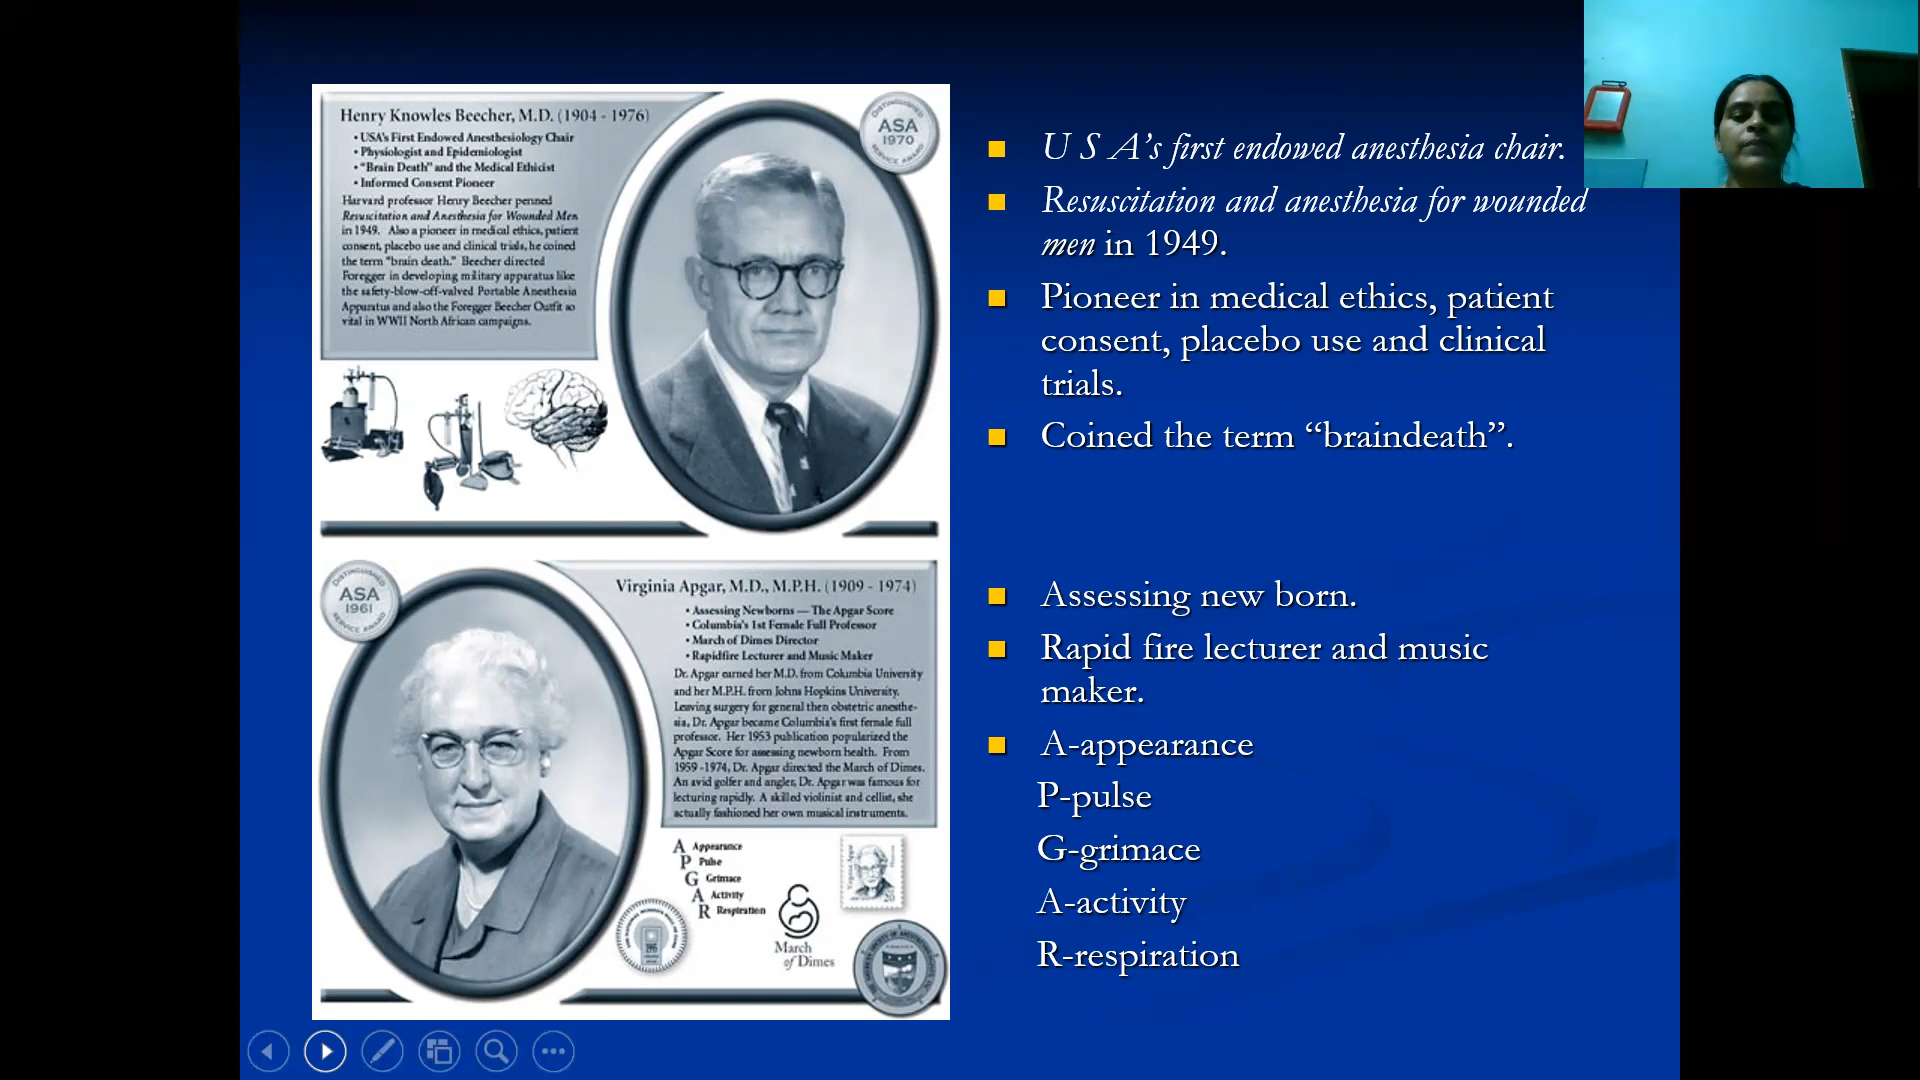 Henry Knowles Beecher, M.D. (1904 - 1976)
• USA's First Endowed Anesthesiology Chair
• Physiologist and Epidemiologist
• "Brain Death" and the Medical Ethicist
• Informed Consent Pioneer
Harvard professor Henry Beecher penned
Resuscitation and Anesthesia for Wounded Men
in 1949. Also a pioneer in medical ethics, patient
consent, placebo use and clinical trials, he coined
the term "brain death." Beecher directed
Foregger in developing military apparatus like
the safety-blow-off-valved Portable Anesthesia
Apparatus and also the Foregger Beecher Outfit so
vital in WWII North African campaigns.
DISTINGUISHED
ASA
1970
SERVICE AWARD
U S A's first endowed anesthesia chair.
Resuscitation and anesthesia for wounded
men in 1949.
Pioneer in medical ethics, patient
consent, placebo use and clinical
trials.
Coined the term “braindeath”.
DISTINGUISHED
ASA
1961
SERVICE AWARD
Virginia Apgar, M.D., M.P.H. (1909 - 1974)
• Assessing Newborns — The Apgar Score
• Columbia's 1st Female Full Professor
• March of Dimes Director
• Rapidfire Lecturer and Music Maker
Dr. Apgar earned her M.D. from Columbia University
and her M.P.H. from Johns Hopkins University.
Leaving surgery for general then obstetric anesthe-
sia, Dr. Apgar became Columbia's first female full
professor. Her 1953 publication popularized the
Apgar Score for assessing newborn health. From
1959 -1974, Dr. Apgar directed the March of Dimes.
An avid golfer and angler, Dr. Apgar was famous for
lecturing rapidly. A skilled violinist and cellist, she
actually fashioned her own musical instruments.
A Appearance
P Pulse
G Grimace
A Activity
R Respiration
March
of Dimes
Virginia Apgar
20
Assessing new born.
Rapid fire lecturer and music
maker.
A-appearance
P-pulse
G-grimace
A-activity
R-respiration